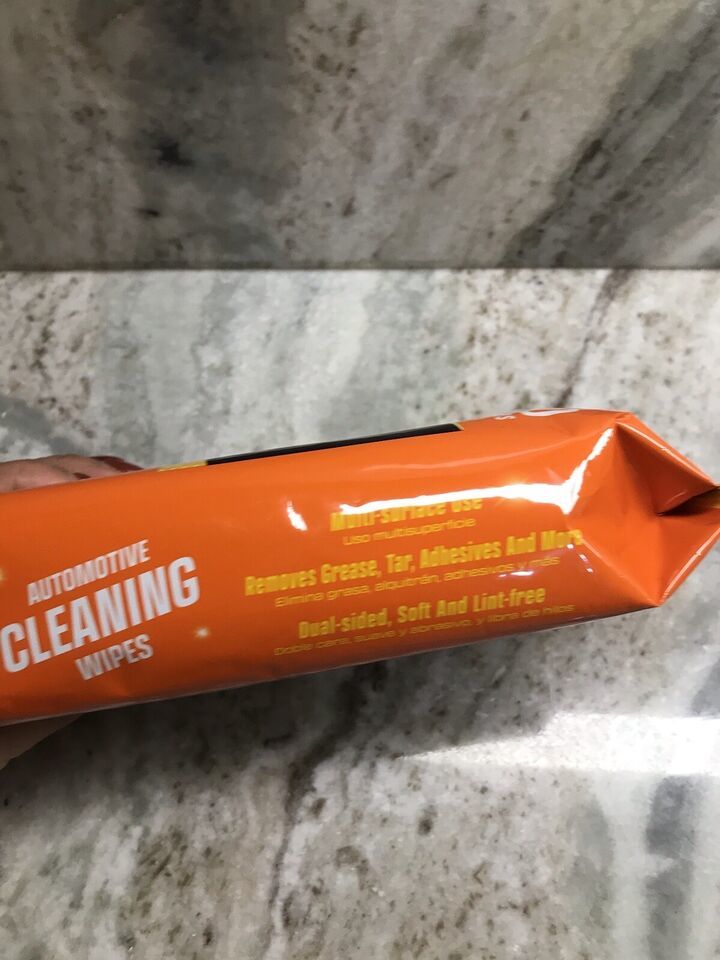 AUTOMOTIVE
CLEANING
WIPES
Multi-surface Use
Uso multisuperficie
Removes Grease, Tar, Adhesives And More
Elimina grasa, alquitrán, adhesivos y más
Dual-sided, Soft And Lint-free
Doble cara, suave y abrasivo, y libre de hilos